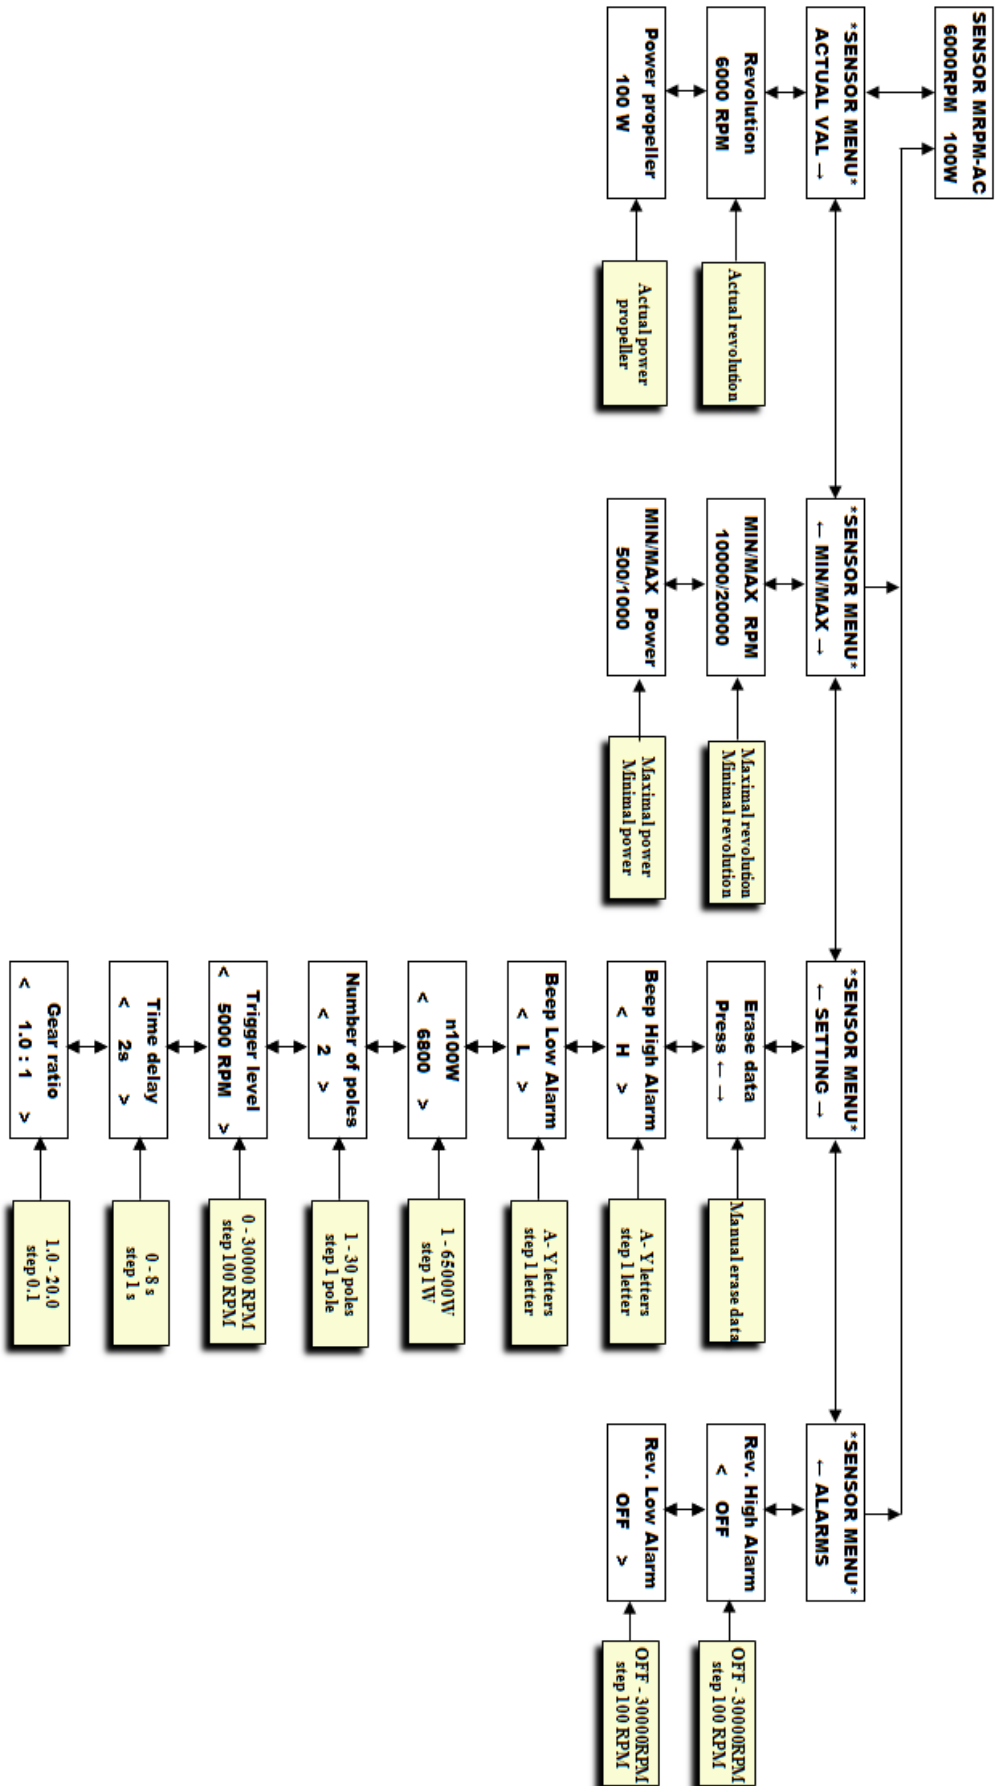 SENSOR MRPM-AC
6000RPM 100W
*SENSOR MENU*
ACTUAL VAL →
Revolution
6000 RPM
Actual revolution
Power propeller
100 W
Actual power
propeller
*SENSOR MENU*
← MIN/MAX →
MIN/MAX RPM
10000/20000
Maximal revolution
Minimal revolution
MIN/MAX Power
500/1000
Maximal power
Minimal power
*SENSOR MENU*
← SETTING →
Erase data
Press ← →
Manual erase data
Beep High Alarm
< H >
A- Y letters
step 1 letter
Beep Low Alarm
< L >
A- Y letters
step 1 letter
n100W
< 6800 >
1 - 65000W
step 1W
Number of poles
< 2 >
1 - 30 poles
step 1 pole
Trigger level
< 5000 RPM >
0 - 30000 RPM
step 100 RPM
Time delay
< 2s >
0 - 8 s
step 1 s
Gear ratio
< 1.0 : 1 >
1.0 - 20.0
step 0.1
*SENSOR MENU*
← ALARMS
Rev. High Alarm
< OFF
OFF - 30000RPM
step 100 RPM
Rev. Low Alarm
OFF >
OFF - 30000RPM
step 100 RPM